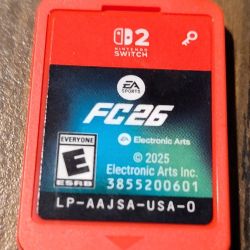 2
NINTENDO
SWITCH
EA
SPORTS
FC26
EA Electronic Arts
EVERYONE
E
ESRB
© 2025
Electronic Arts Inc.
3855200601
LP-AAJSA-USA-0